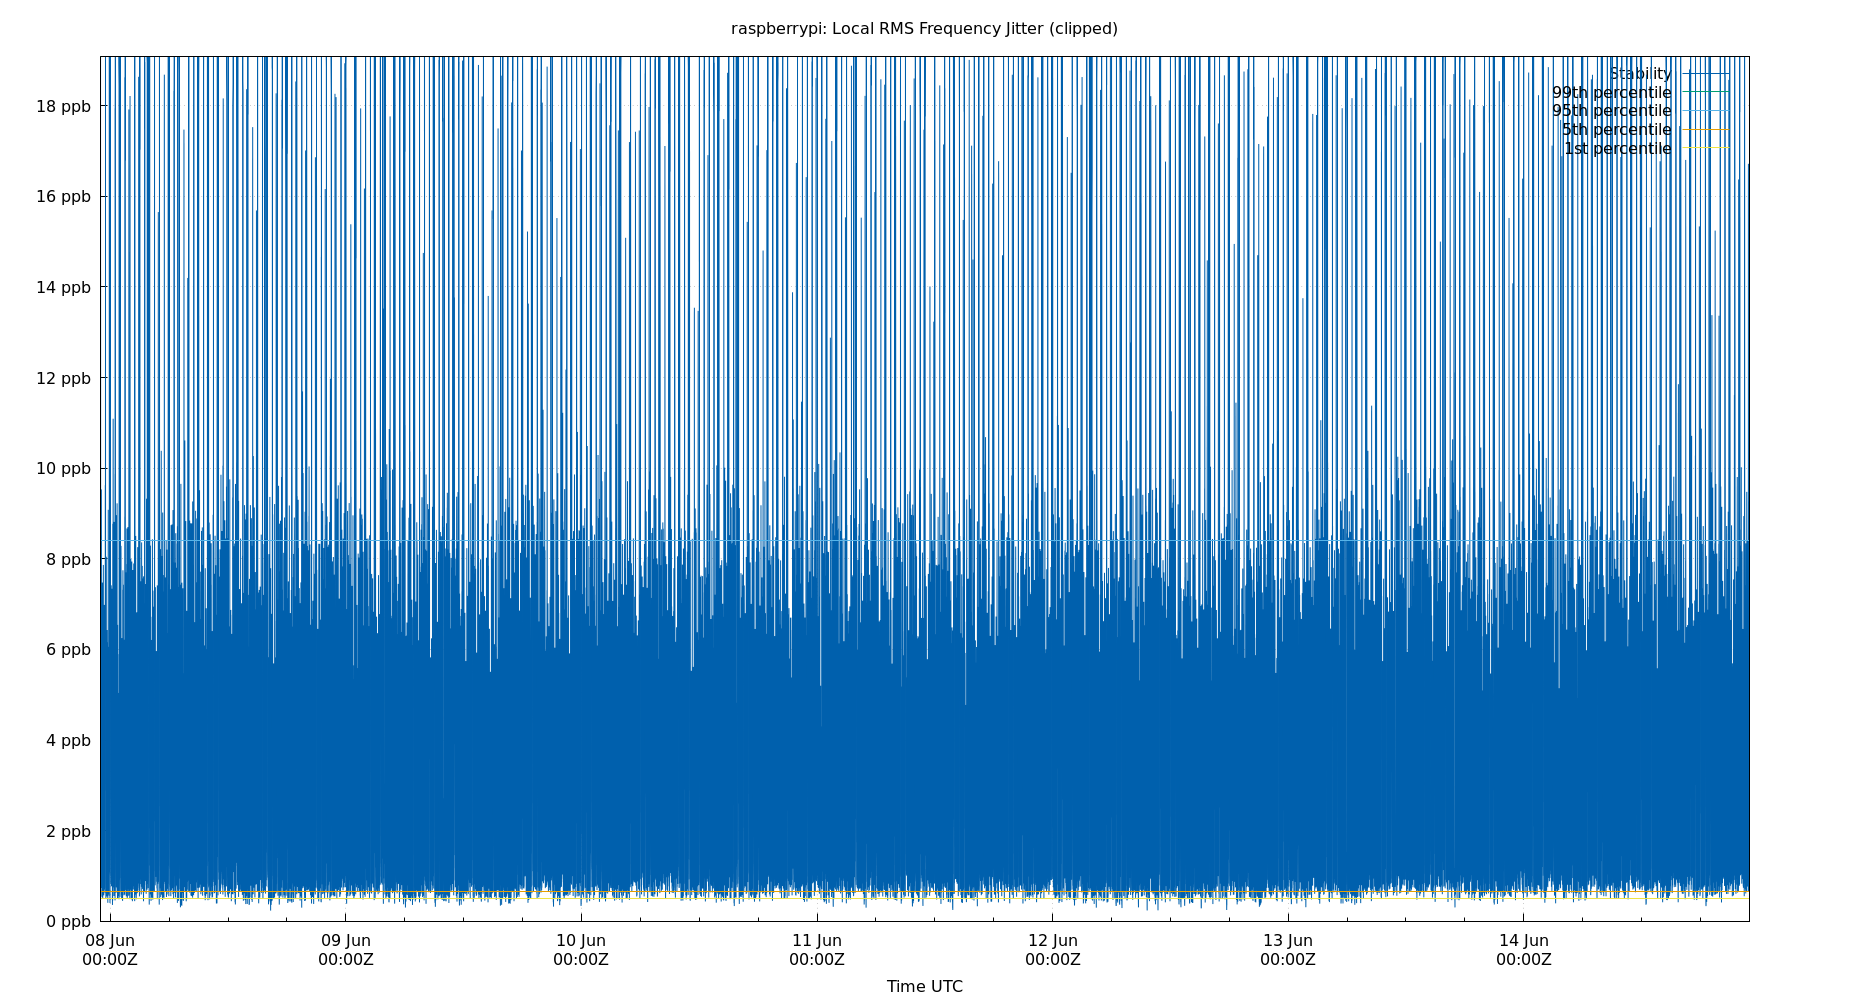 raspberrypi: Local RMS Frequency Jitter (clipped)
Stability
99th percentile
95th percentile
5th percentile
1st percentile
18 ppb
16 ppb
14 ppb
12 ppb
10 ppb
8 ppb
6 ppb
4 ppb
2 ppb
0 ppb
08 Jun 09 Jun 10 Jun 11 Jun 12 Jun 13 Jun 14 Jun
00:00Z 00:00Z 00:00Z 00:00Z 00:00Z 00:00Z 00:00Z
Time UTC